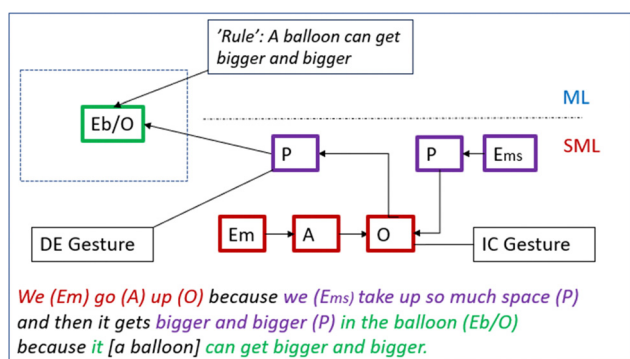 'Rule': A balloon can get
bigger and bigger
ML
Eb/O
SML
P
P
Ems
DE Gesture
Em
A
O
IC Gesture
We (Em) go (A) up (O) because we (Ems) take up so much space (P)
and then it gets bigger and bigger (P) in the balloon (Eb/O)
because it [a balloon] can get bigger and bigger.